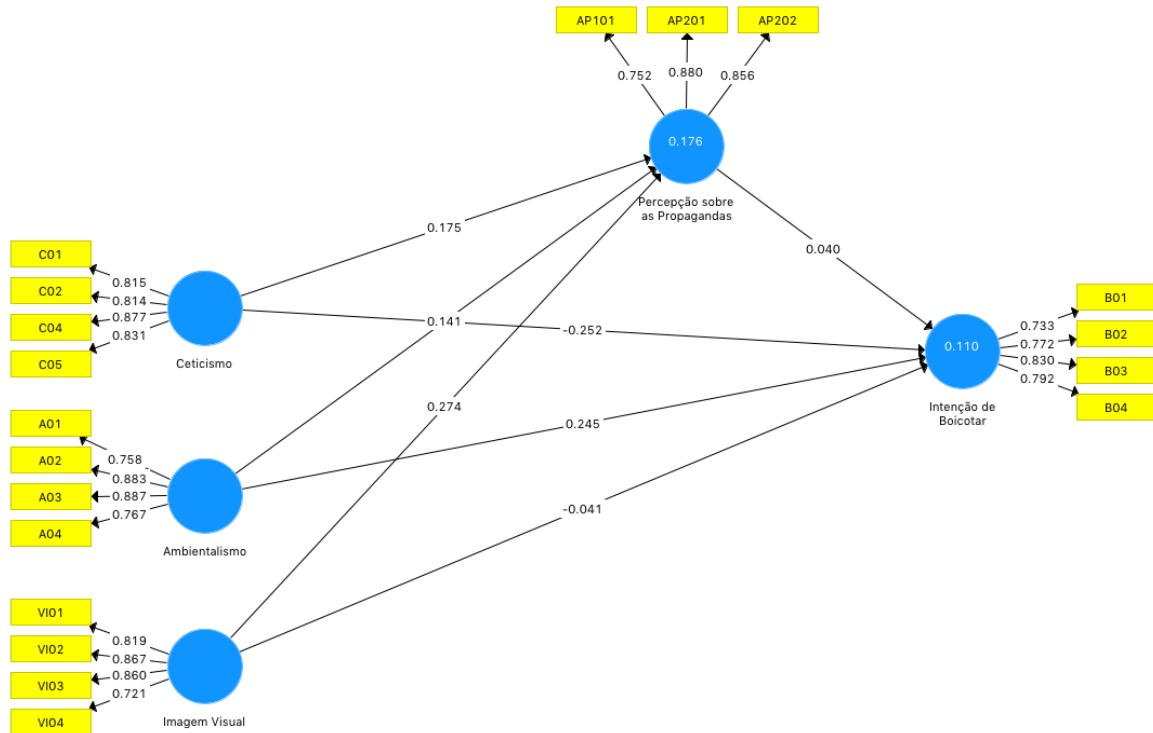 AP101 AP201 AP202
0.752 0.880 0.856
0.176
Percepção sobre
as Propagandas
0.175
0.040
C01
C02
C04
C05
0.815
0.814
0.877
0.831
Ceticismo
0.141
-0.252
B01
B02
B03
B04
0.733
0.772
0.830
0.792
0.110
Intenção de
Boicotar
0.274
0.245
A01
A02
A03
A04
0.758
0.883
0.887
0.767
Ambientalismo
-0.041
VI01
VI02
VI03
VI04
0.819
0.867
0.860
0.721
Imagem Visual